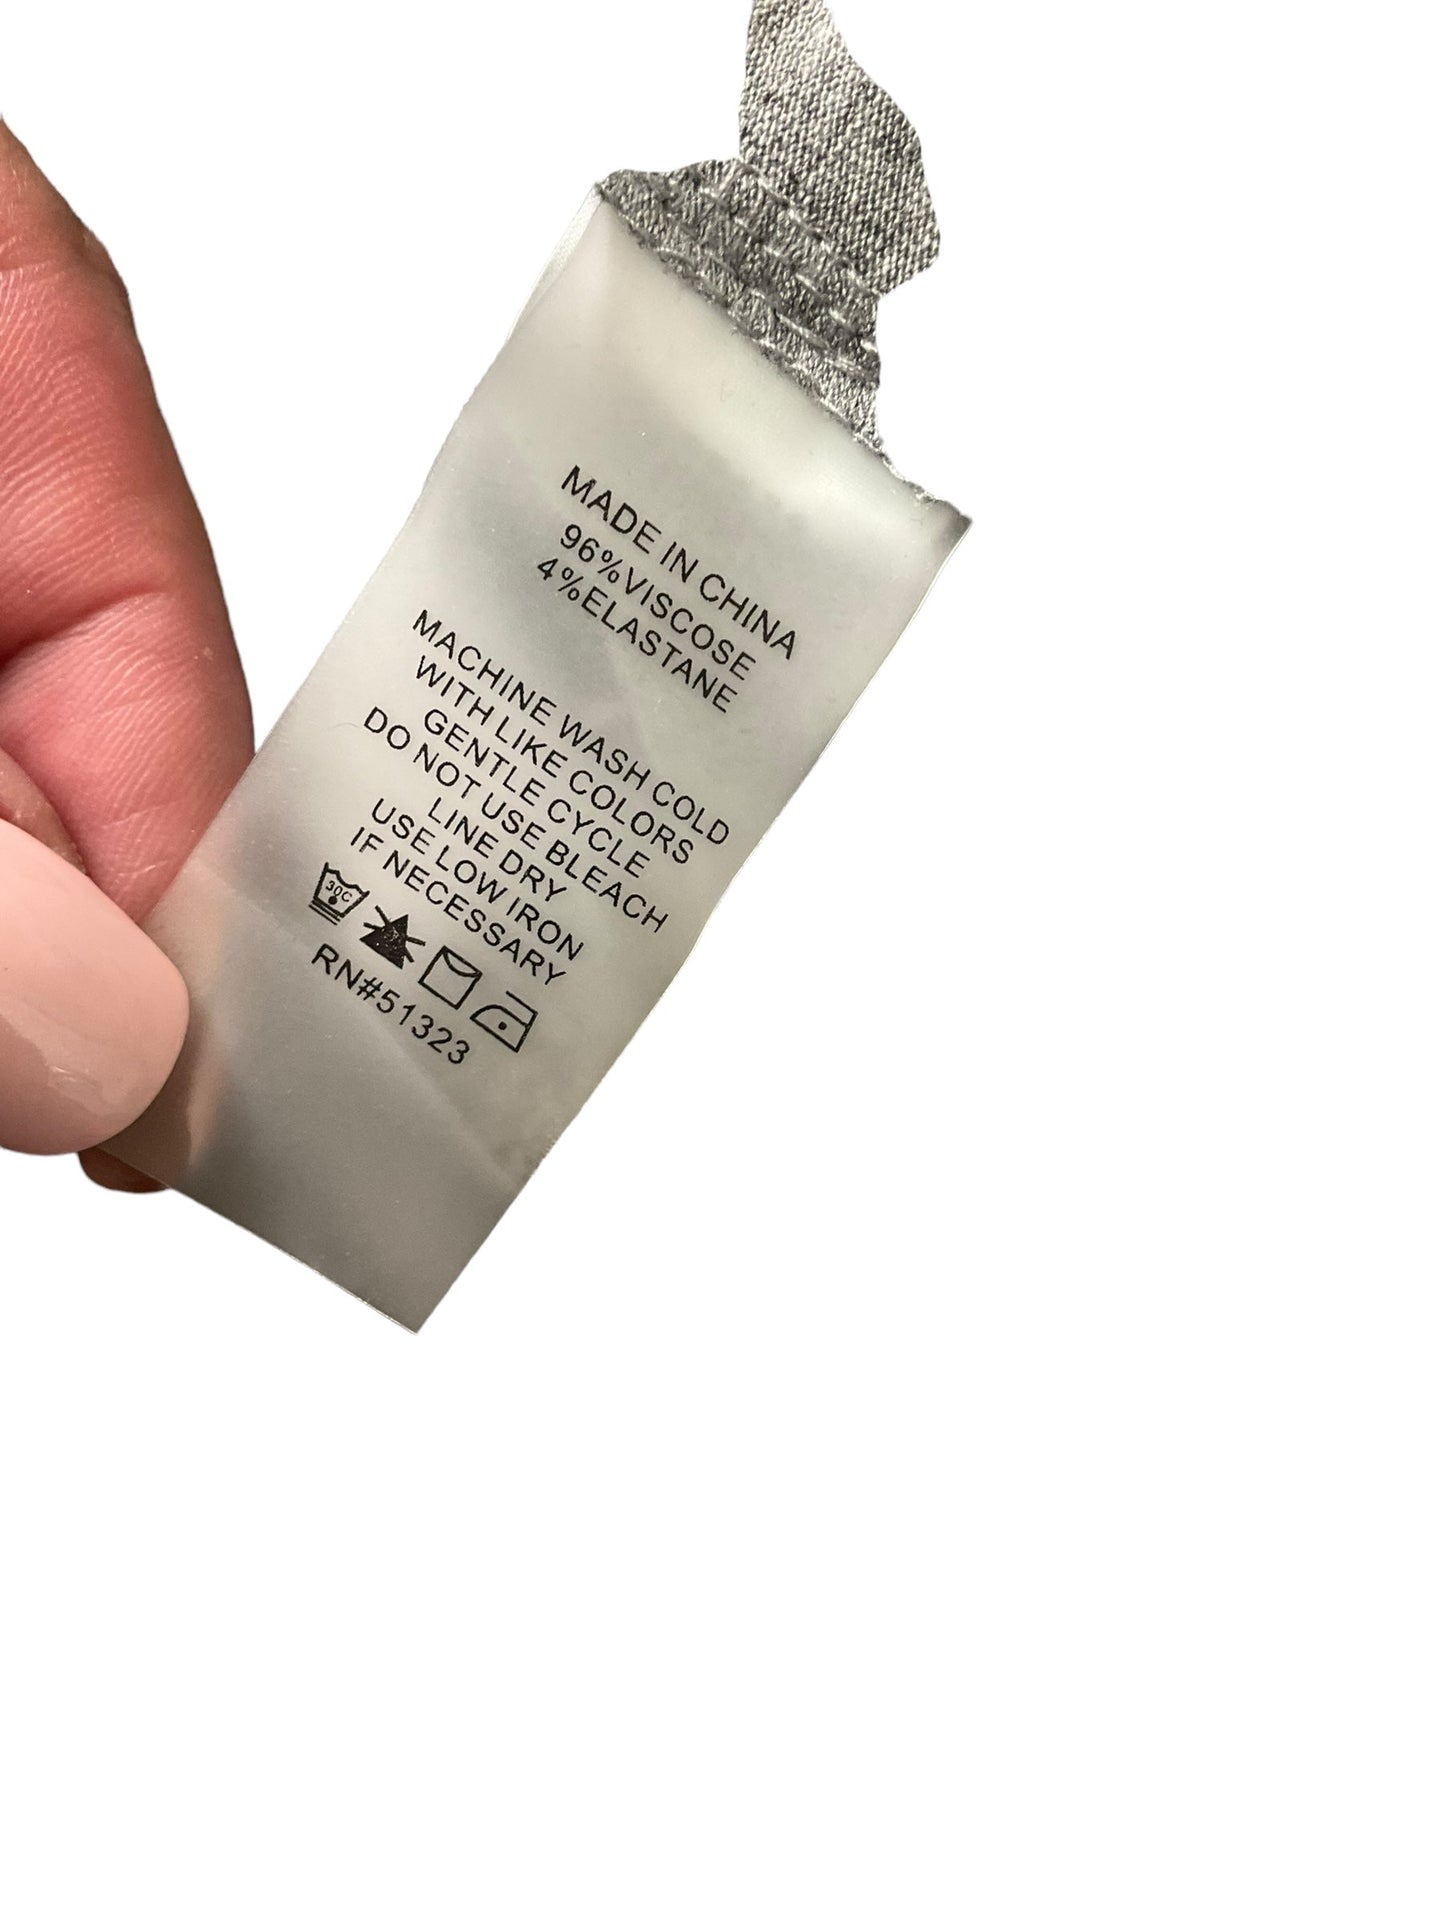 MADE IN CHINA
96%VISCOSE
4%ELASTANE
MACHINE WASH COLD
WITH LIKE COLORS
GENTLE CYCLE
DO NOT USE BLEACH
LINE DRY
USE LOW IRON
IF NECESSARY
30C
RN#51323